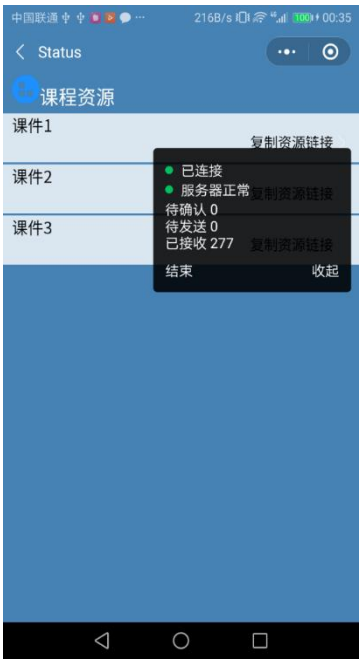 中国联通 216B/s 100 00:35
Status
课程资源
课件1
复制资源链接
已连接
课件2
服务器正常
复制资源链接
待确认 0
待发送 0
课件3
已接收 277
复制资源链接
结束 收起